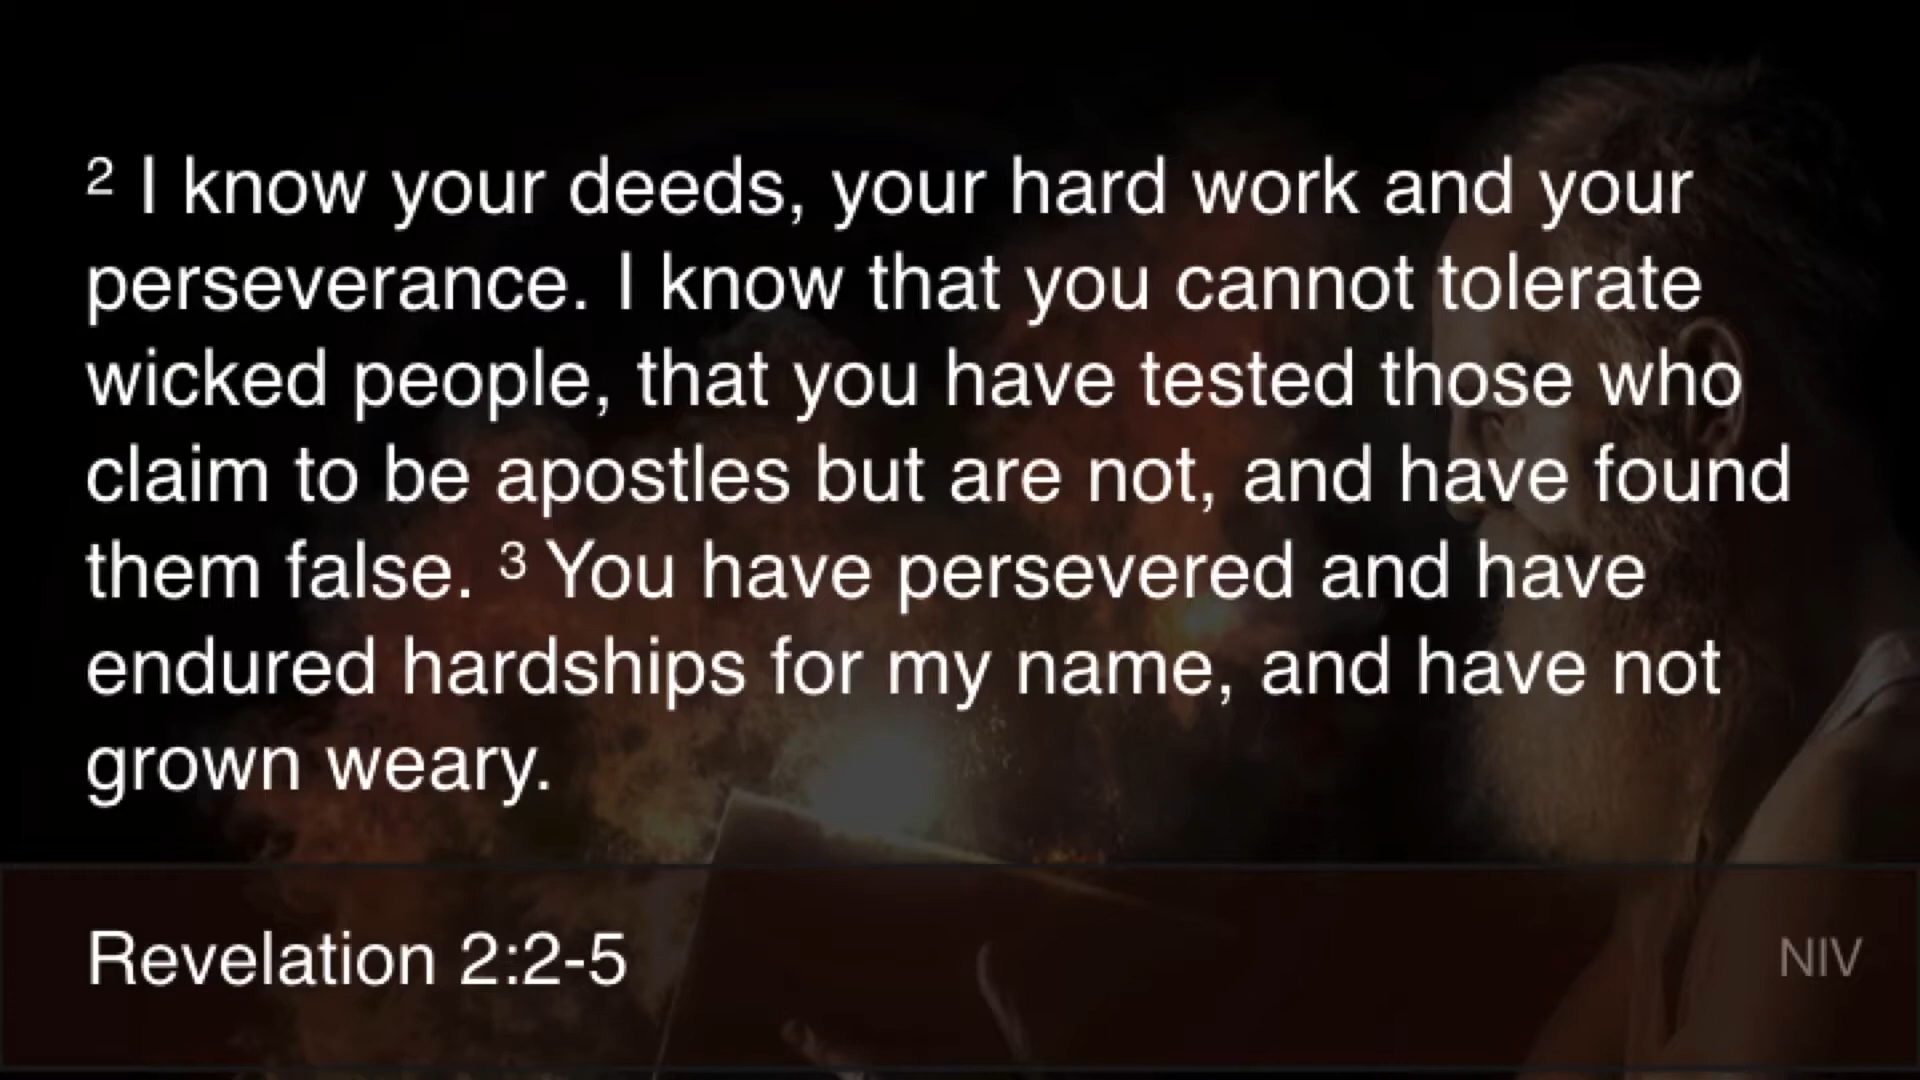 2 I know your deeds, your hard work and your
perseverance. I know that you cannot tolerate
wicked people, that you have tested those who
claim to be apostles but are not, and have found
them false. 3 You have persevered and have
endured hardships for my name, and have not
grown weary.
Revelation 2:2-5
NIV